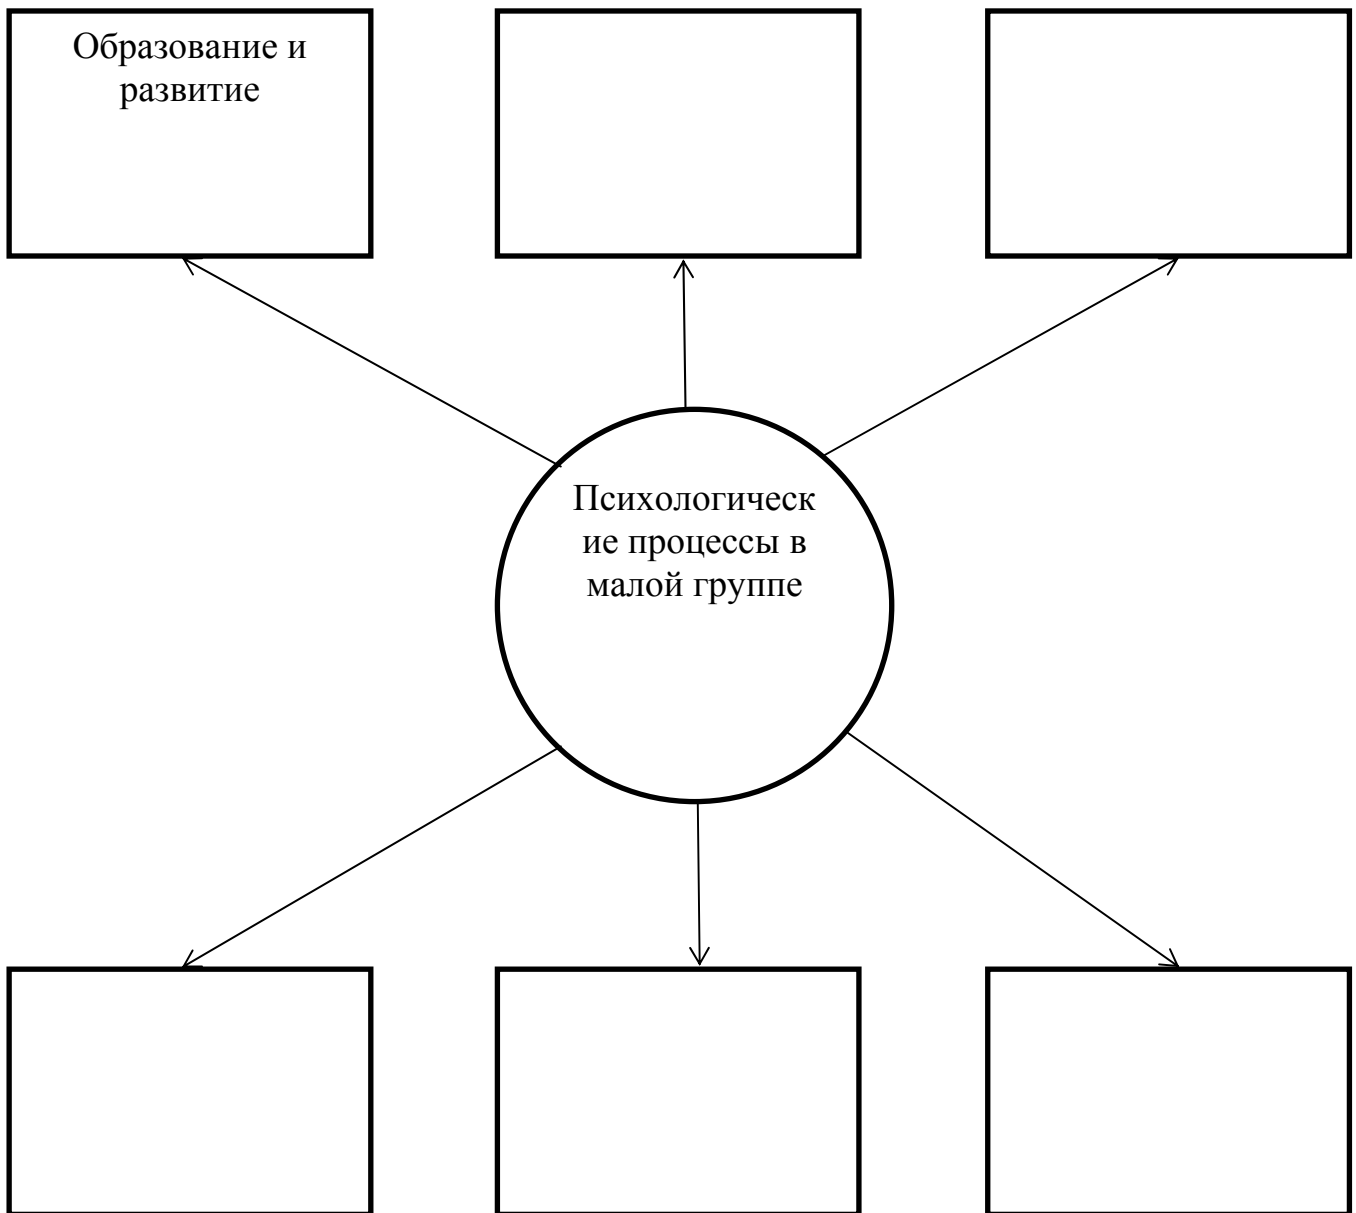 Образование и
развитие
Психологическ
ие процессы в
малой группе